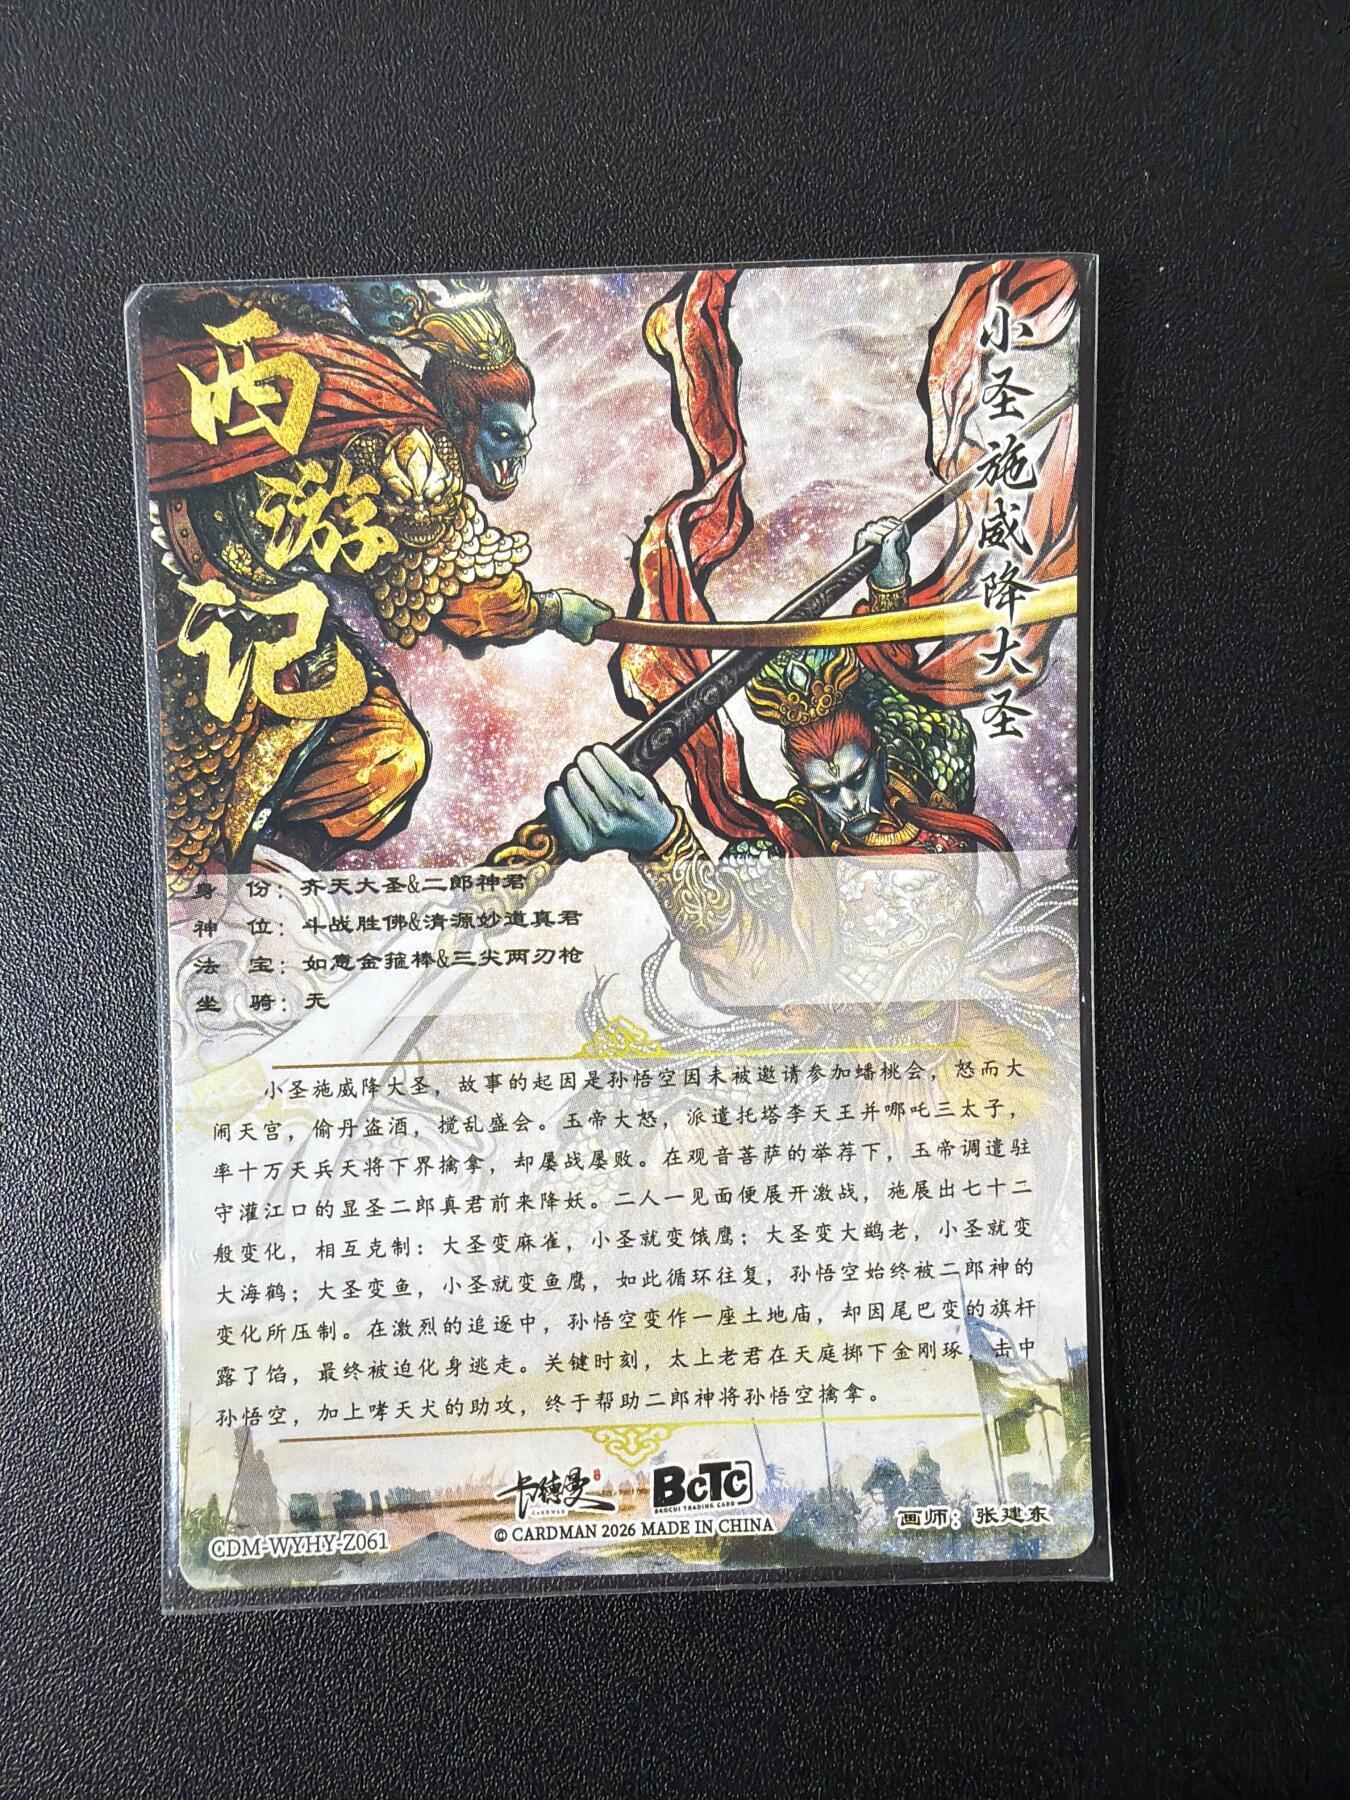 西游记
小圣施威降大圣
身 份：齐天大圣&二郎神君
神 位：斗战胜佛&清源妙道真君
法 宝：如意金箍棒&三尖两刃枪
坐 骑：无
小圣施威降大圣，故事的起因是孙悟空因未被邀请参加蟠桃会，怒而大
闹天宫，偷丹盗酒，搅乱盛会。玉帝大怒，派遣托塔李天王并哪吒三太子，
率十万天兵天将下界擒拿，却屡战屡败。在观音菩萨的举荐下，玉帝调遣驻
守灌江口的显圣二郎真君前来降妖。二人一见面便展开激战，施展出七十二
般变化，相互克制：大圣变麻雀，小圣就变饿鹰；大圣变大鹚老，小圣就变
大海鹤；大圣变鱼，小圣就变鱼鹰，如此循环往复，孙悟空始终被二郎神的
变化所压制。在激烈的追逐中，孙悟空变作一座土地庙，却因尾巴变的旗杆
露了馅，最终被迫化身逃走。关键时刻，太上老君在天庭掷下金刚琢，击中
孙悟空，加上哮天犬的助攻，终于帮助二郎神将孙悟空擒拿。
卡德曼
CARDMAN
BCTC
BAOCUI TRADING CARD
© CARDMAN 2026 MADE IN CHINA
画师：张建东
CDM-WYHY-Z061